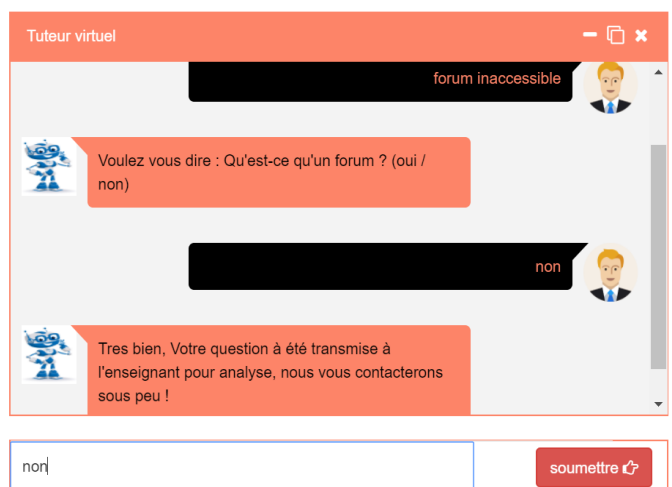 Tuteur virtuel
forum inaccessible
Voulez vous dire : Qu'est-ce qu'un forum ? (oui /
non)
non
Tres bien, Votre question à été transmise à
l'enseignant pour analyse, nous vous contacterons
sous peu !
non
soumettre